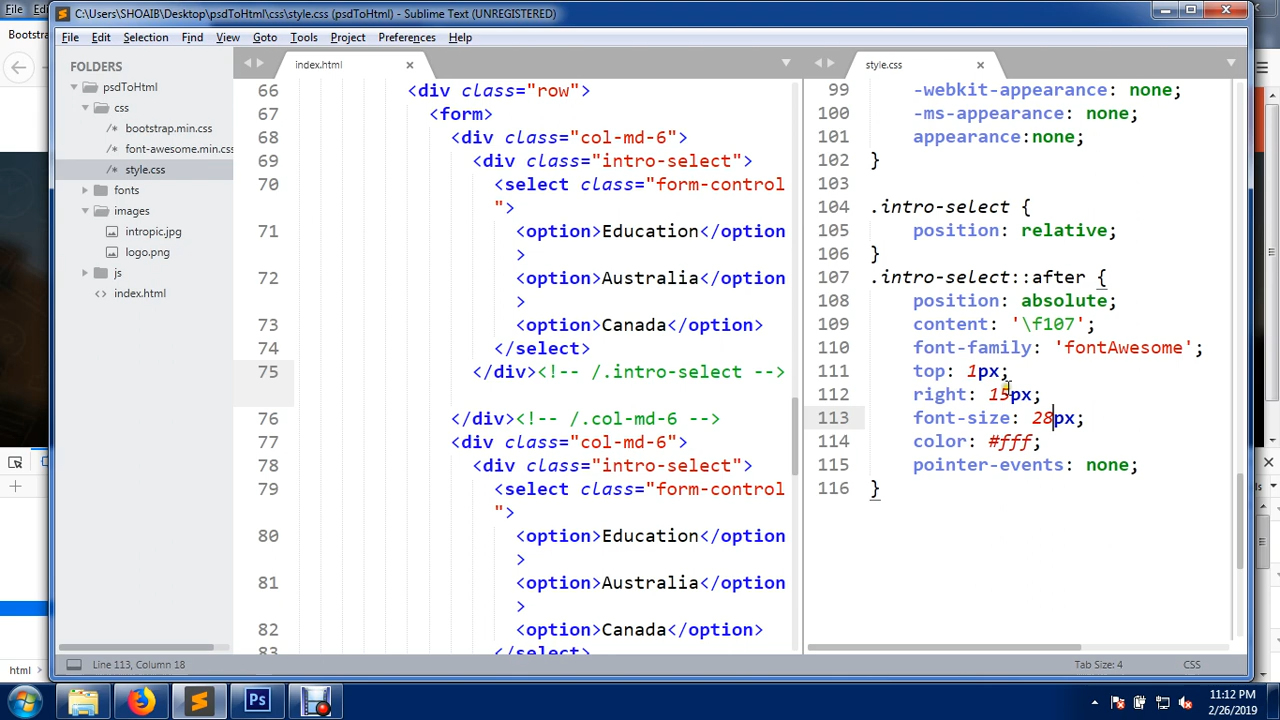 File
Edi
Bootstr
C:\Users\SHOAIB\Desktop\psdToHtml\css\style.css (psdToHtml) - Sublime Text (UNREGISTERED)
File Edit Selection Find View Goto Tools Project Preferences Help
FOLDERS
psdToHtml
css
/* bootstrap.min.css
/* font-awesome.min.css
/* style.css
fonts
images
intropic.jpg
logo.png
js
<> index.html
index.html
66 <div class="row">
67 <form>
68 <div class="col-md-6">
69 <div class="intro-select">
70 <select class="form-control
">
71 <option>Education</option
>
72 <option>Australia</option
>
73 <option>Canada</option>
74 </select>
75 </div><!-- /.intro-select -->
76 </div><!-- /.col-md-6 -->
77 <div class="col-md-6">
78 <div class="intro-select">
79 <select class="form-control
">
80 <option>Education</option
>
81 <option>Australia</option
>
82 <option>Canada</option>
83 </select>
style.css
99 -webkit-appearance: none;
100 -ms-appearance: none;
101 appearance:none;
102 }
103
104 .intro-select {
105 position: relative;
106 }
107 .intro-select::after {
108 position: absolute;
109 content: '\f107';
110 font-family: 'fontAwesome';
111 top: 1px;
112 right: 15px;
113 font-size: 28px;
114 color: #fff;
115 pointer-events: none;
116 }
html
Line 113, Column 18
Tab Size: 4
CSS
Ps
11:12 PM
2/26/2019